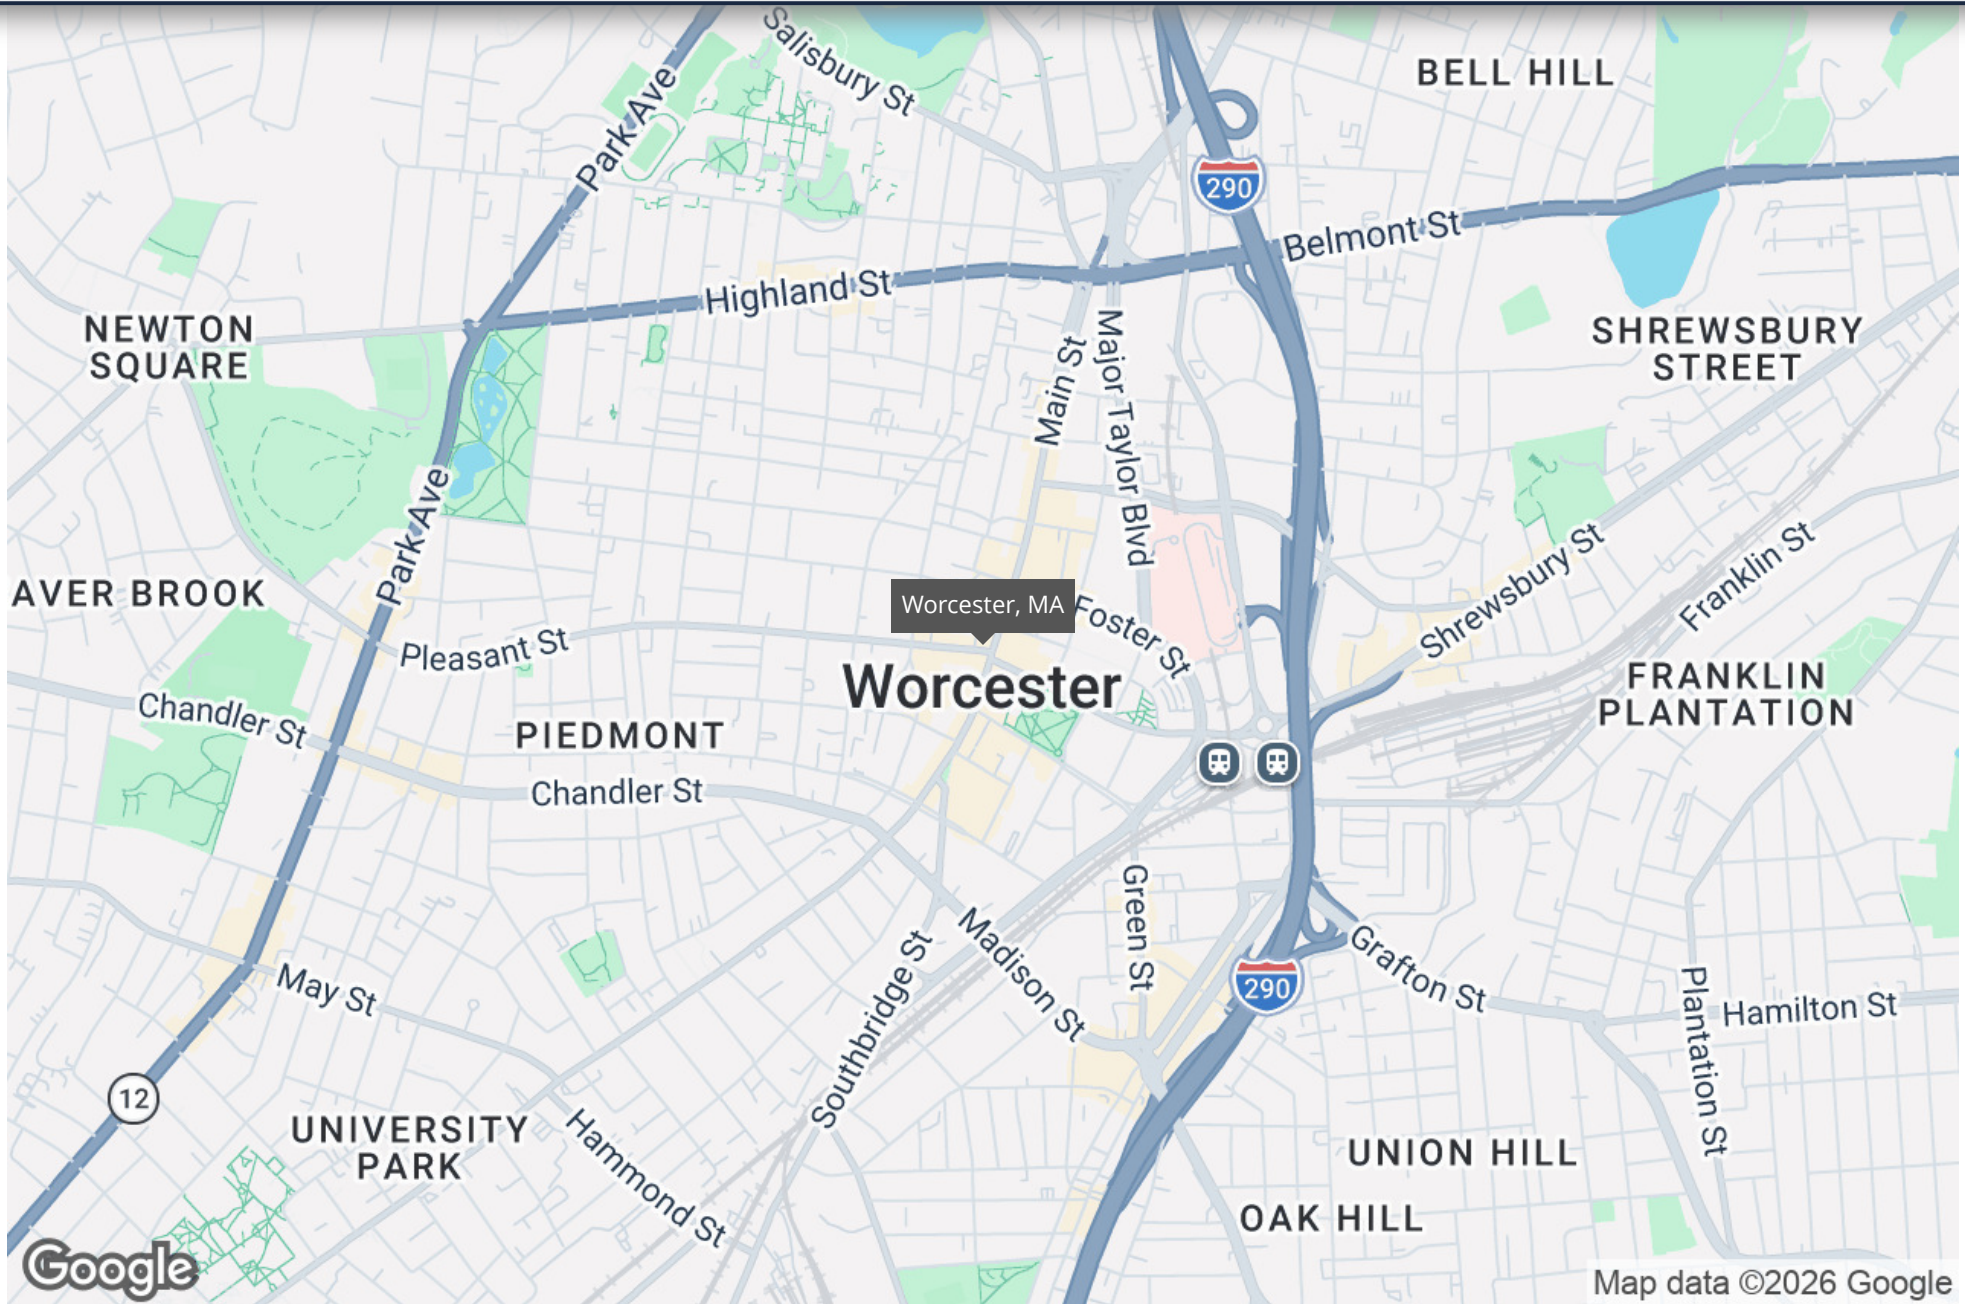 Salisbury St
BELL HILL
Park Ave
290
Belmont St
Highland St
NEWTON
SQUARE
SHREWSBURY
STREET
Main St
Major Taylor Blvd
Park Ave
AVER BROOK
Worcester, MA
Foster St
Shrewsbury St
Franklin St
Pleasant St
Worcester
FRANKLIN
PLANTATION
Chandler St
PIEDMONT
Chandler St
Green St
Madison St
Southbridge St
Grafton St
290
May St
Hamilton St
Plantation St
12
UNIVERSITY
PARK
Hammond St
UNION HILL
OAK HILL
Google
Map data ©2026 Google